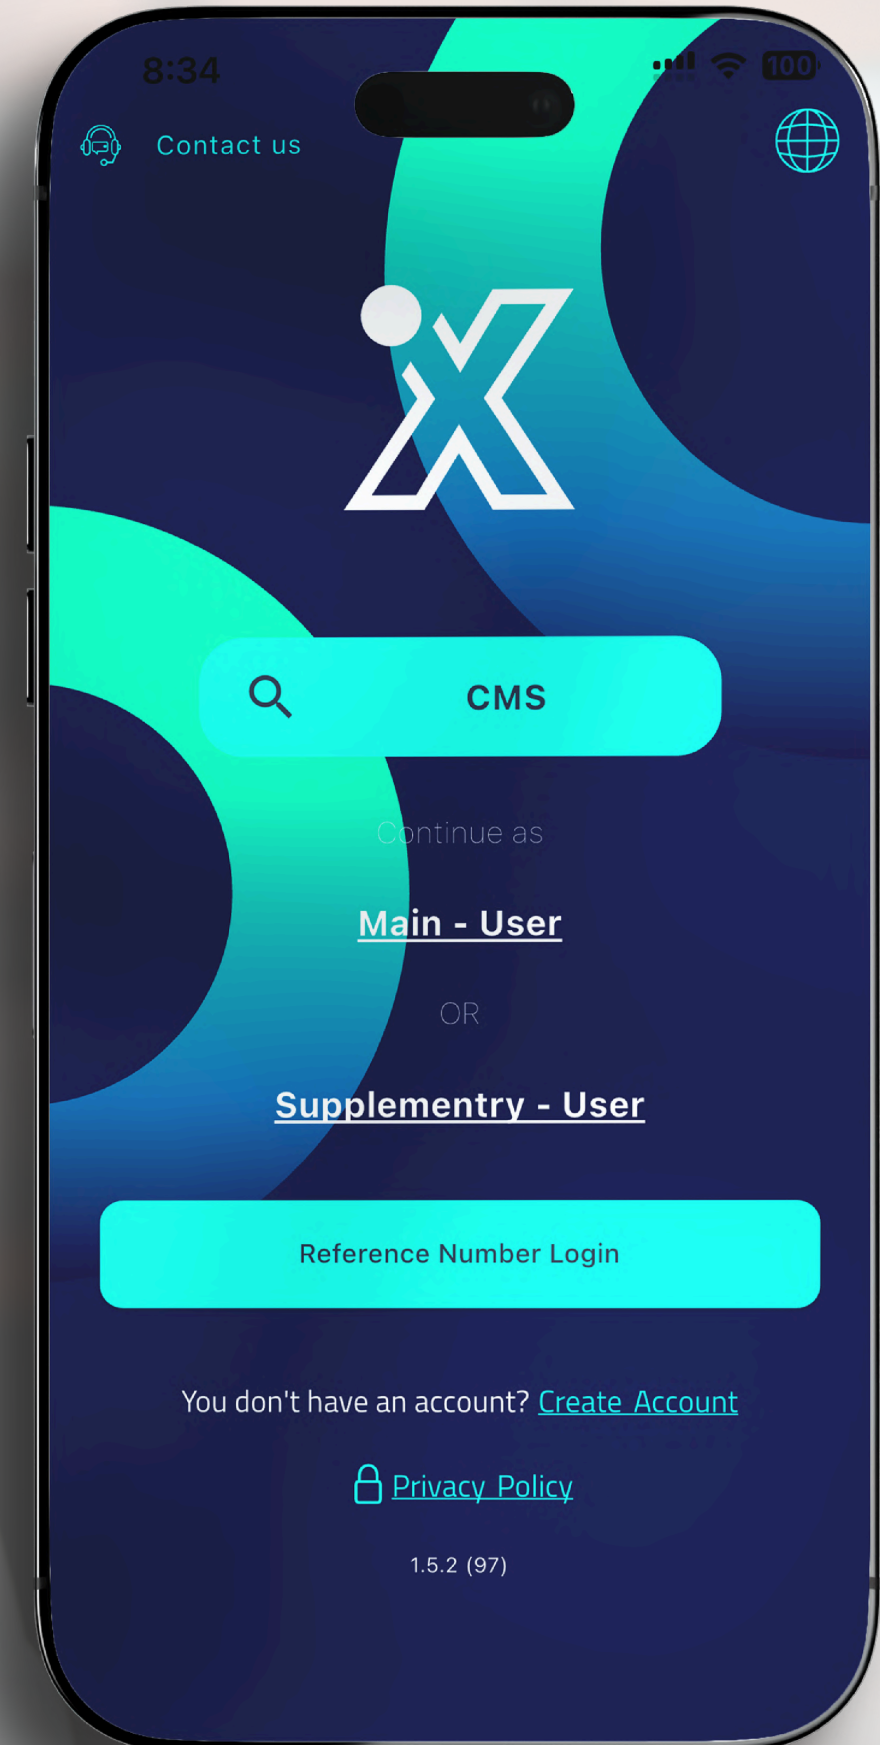 8:34
100
Contact us
X
CMS
Continue as
Main - User
OR
Supplementry - User
Reference Number Login
You don't have an account? Create Account
Privacy Policy
1.5.2 (97)